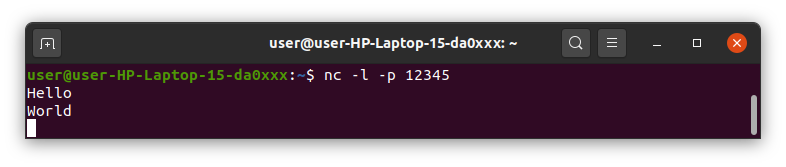 user@user-HP-Laptop-15-da0xxx: ~
user@user-HP-Laptop-15-da0xxx:~$ nc -l -p 12345
Hello
World